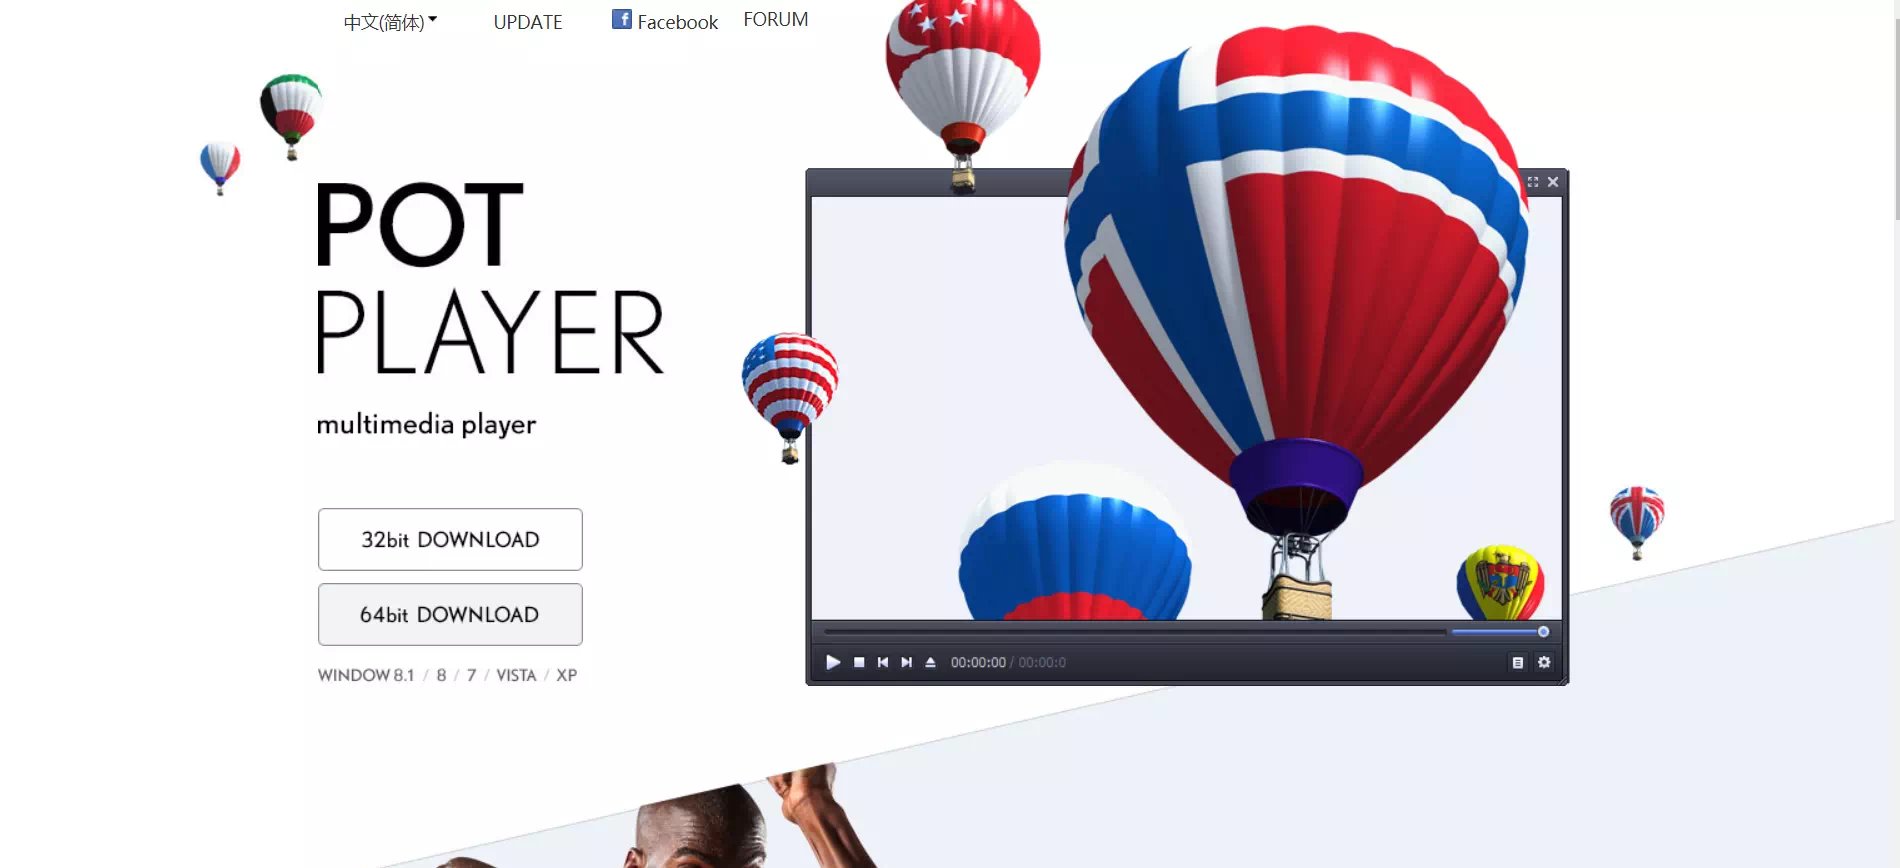 中文(简体) UPDATE Facebook FORUM
POT
PLAYER
multimedia player
32bit DOWNLOAD
64bit DOWNLOAD
WINDOW 8.1 / 8 / 7 / VISTA / XP
00:00:00 / 00:00:0